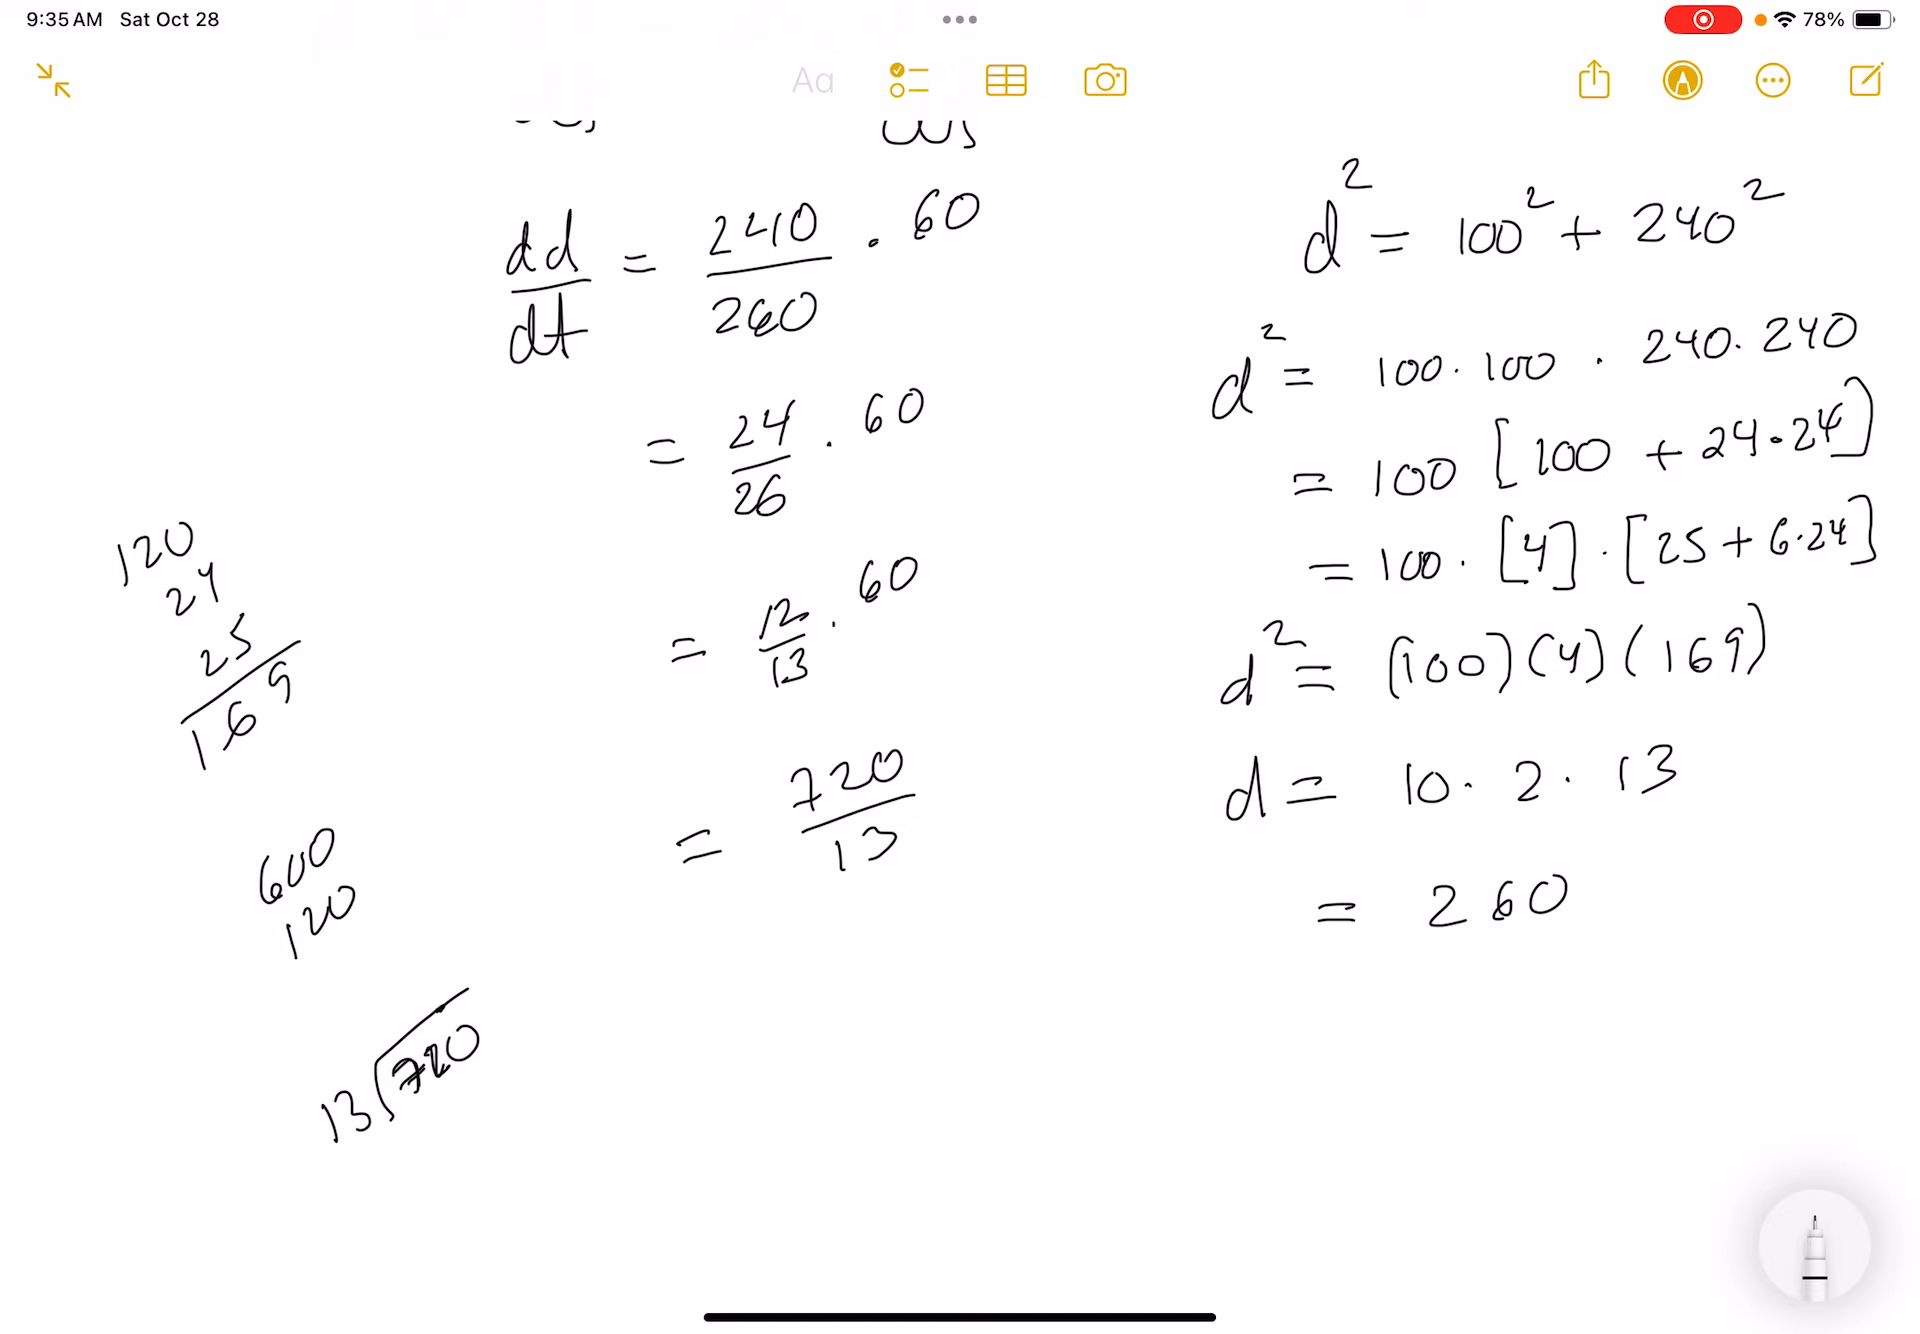 9:35 AM Sat Oct 28
78%
Aa
dd/dt = 240/260 · 60
= 24/26 · 60
= 12/13 · 60
= 720/13
120
24
25
169
600
120
13)720
d² = 100² + 240²
d² = 100 · 100 · 240 · 240
= 100 [100 + 24 · 24]
= 100 · [4] · [25 + 6 · 24]
d² = (100)(4)(169)
d = 10 · 2 · 13
= 260